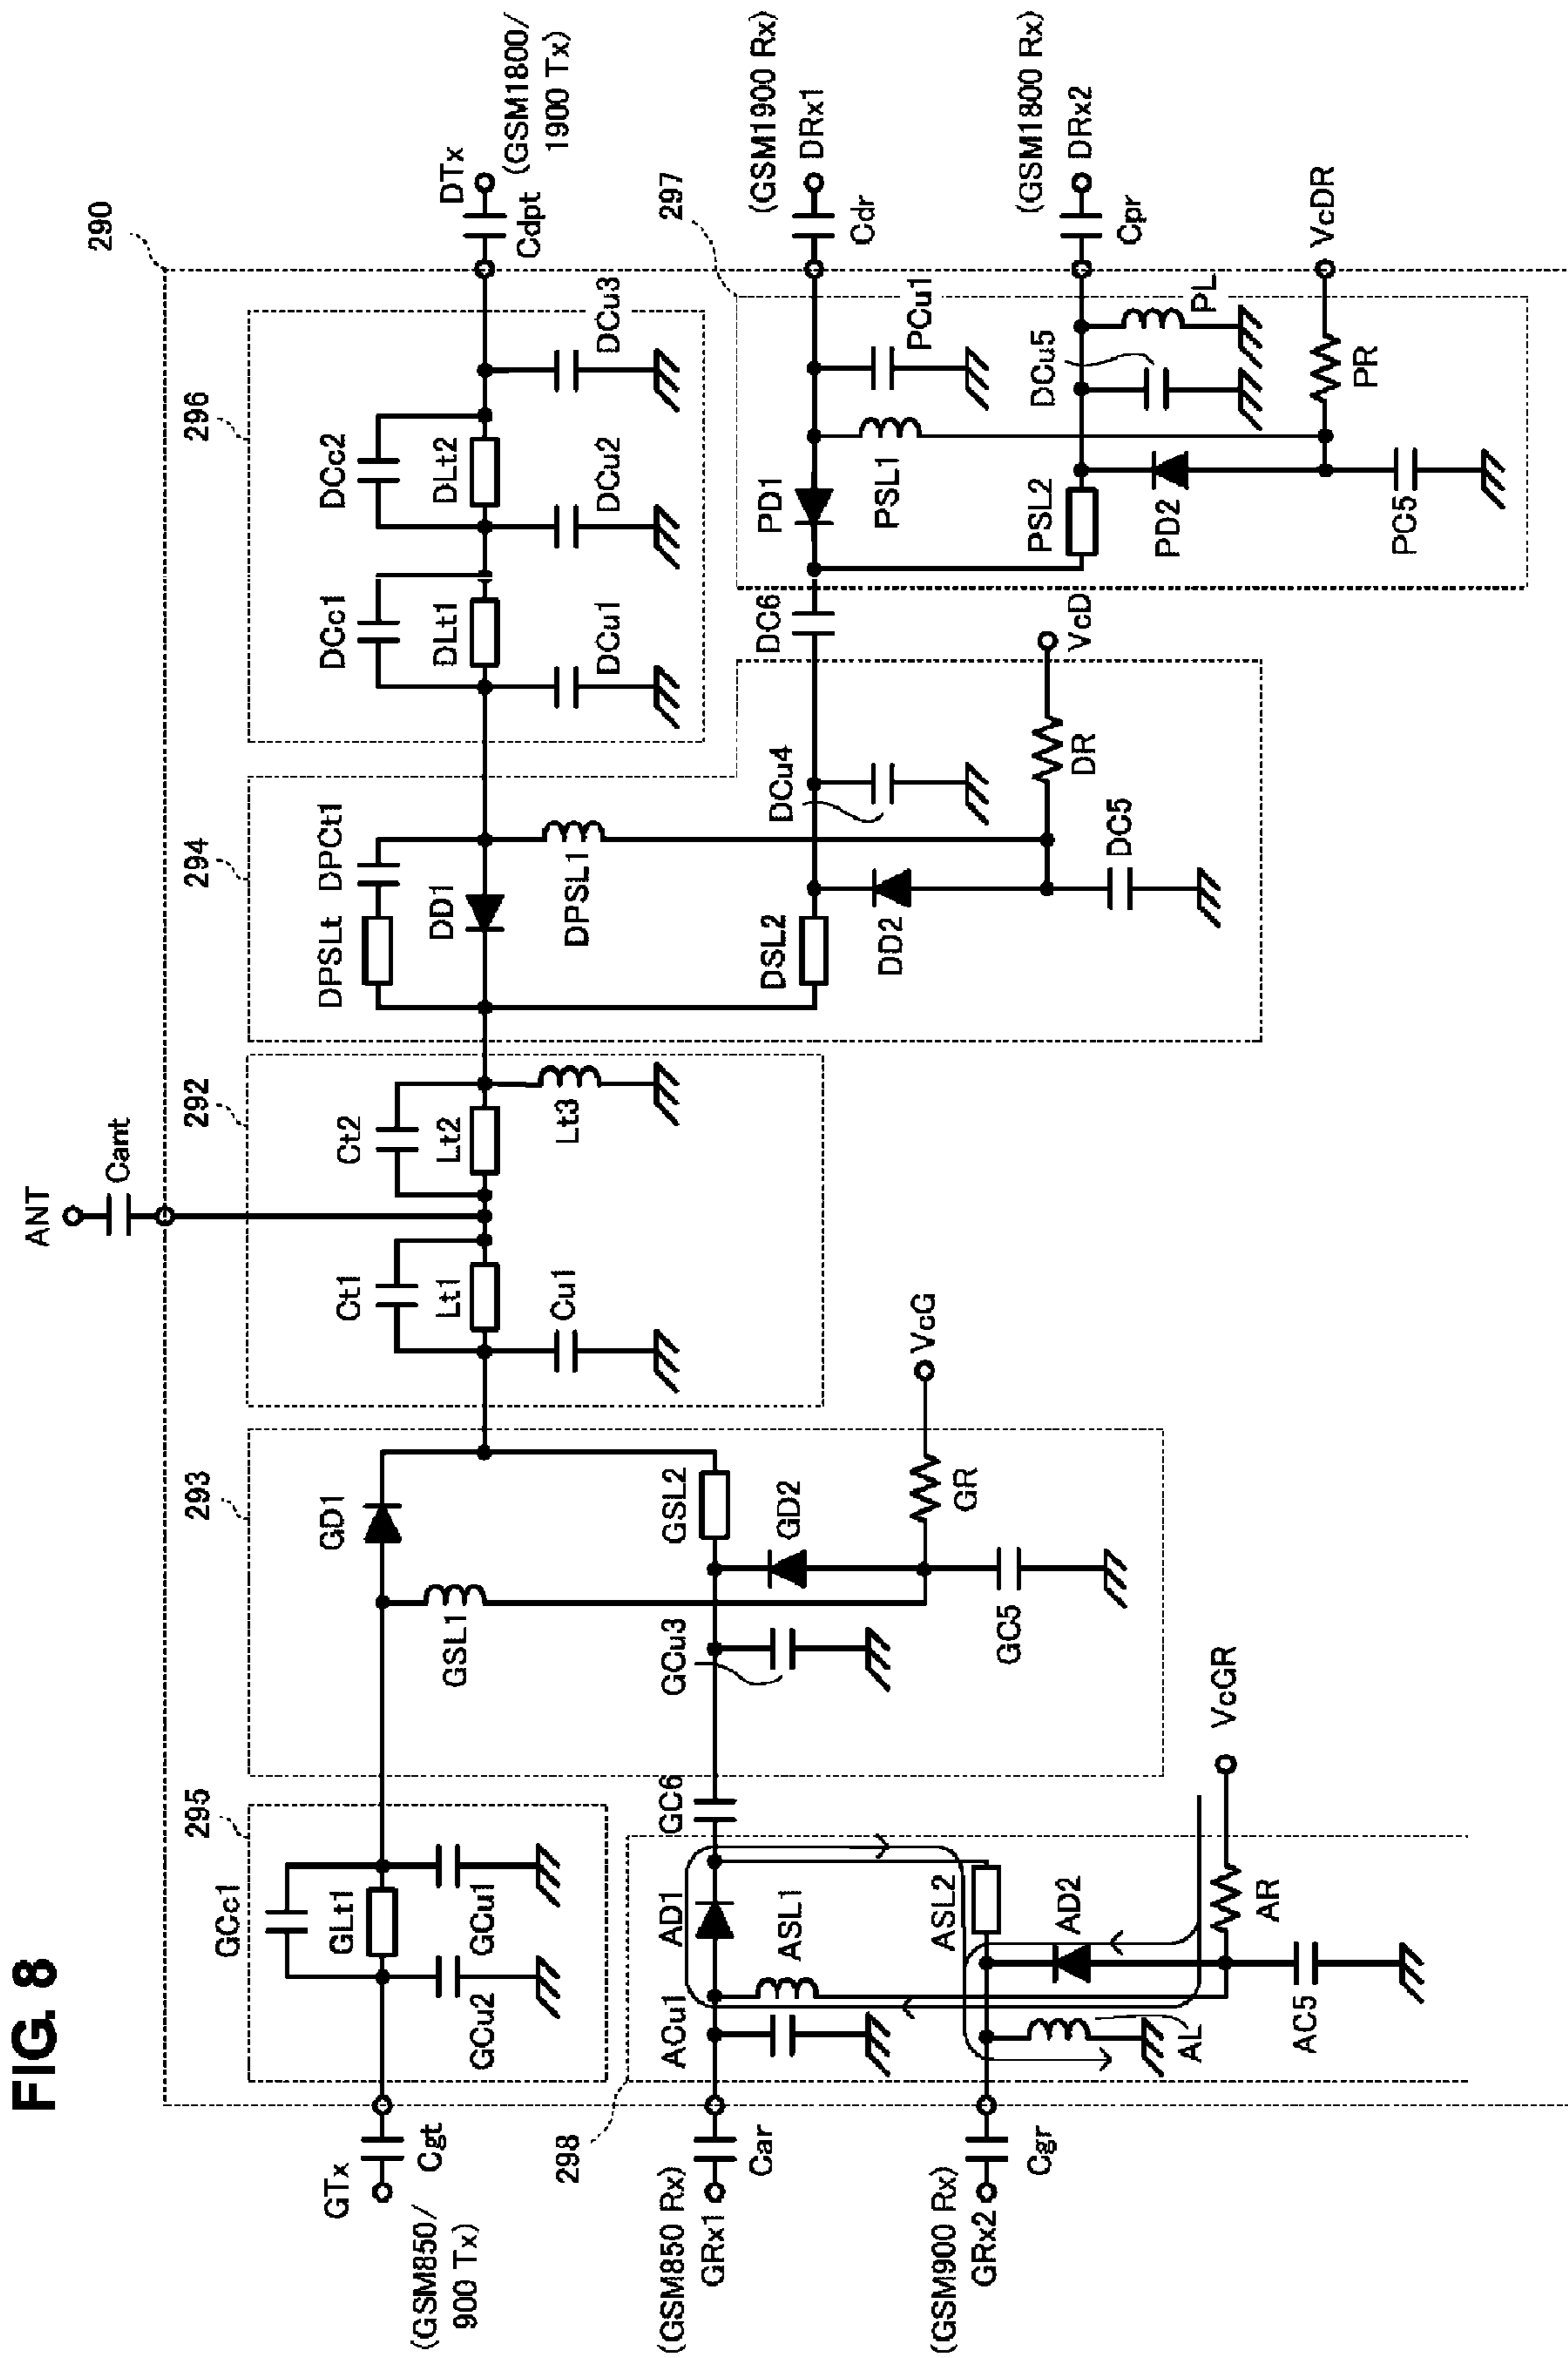 FIG. 8
ANT
Cant
290
295
293
292
294
296
GCc1
GLt1
GCu2
GCu1
GTx
Cgt
(GSM850/
900 Tx)
GD1
GSL1
GSL2
GD2
GCu3
GR
VcG
GC5
Ct1
Lt1
Cu1
Ct2
Lt2
Lt3
DPSLt
DPCt1
DD1
DPSL1
DSL2
DD2
DCu4
DR
VcD
DC5
DCc1
DLt1
DCu1
DCc2
DLt2
DCu2
DCu3
DTx
Cdpt
(GSM1800/
1900 Tx)
298
(GSM850 Rx)
GRx1
Car
(GSM900 Rx)
GRx2
Cgr
GC6
AD1
ASL1
ACu1
ASL2
AD2
AL
AR
AC5
VcGR
DC6
297
PD1
PSL1
PCu1
PSL2
PD2
DCu5
PL
PR
PC5
(GSM1900 Rx)
DRx1
Cdr
(GSM1800 Rx)
DRx2
Cpr
VcDR